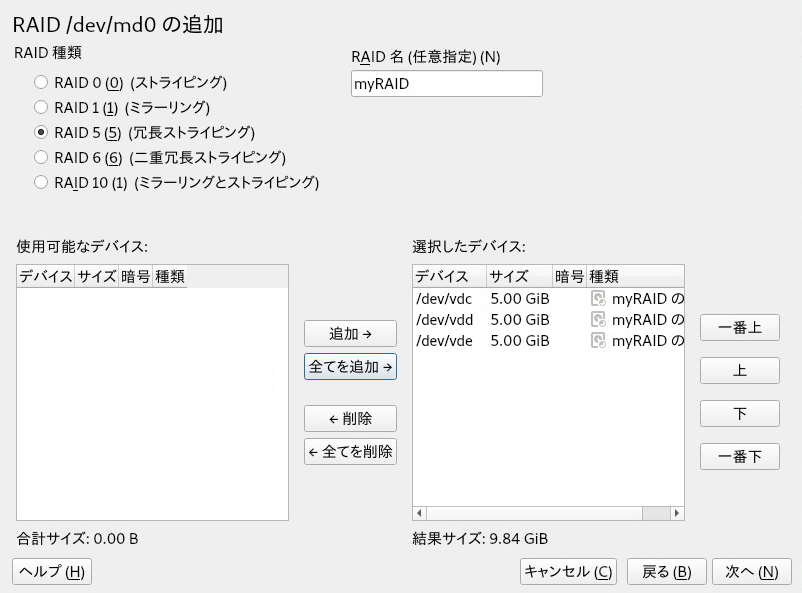 RAID /dev/md0 の追加
RAID 種類
RAID 名 (任意指定) (N)
myRAID
RAID 0 (0) (ストライピング)
RAID 1 (1) (ミラーリング)
RAID 5 (5) (冗長ストライピング)
RAID 6 (6) (二重冗長ストライピング)
RAID 10 (1) (ミラーリングとストライピング)
使用可能なデバイス:
デバイス サイズ 暗号 種類
合計サイズ: 0.00 B
追加 →
全てを追加 →
← 削除
← 全てを削除
選択したデバイス:
デバイス サイズ 暗号 種類
/dev/vdc 5.00 GiB myRAID の
/dev/vdd 5.00 GiB myRAID の
/dev/vde 5.00 GiB myRAID の
結果サイズ: 9.84 GiB
一番上
上
下
一番下
ヘルプ (H)
キャンセル (C)
戻る (B)
次へ (N)